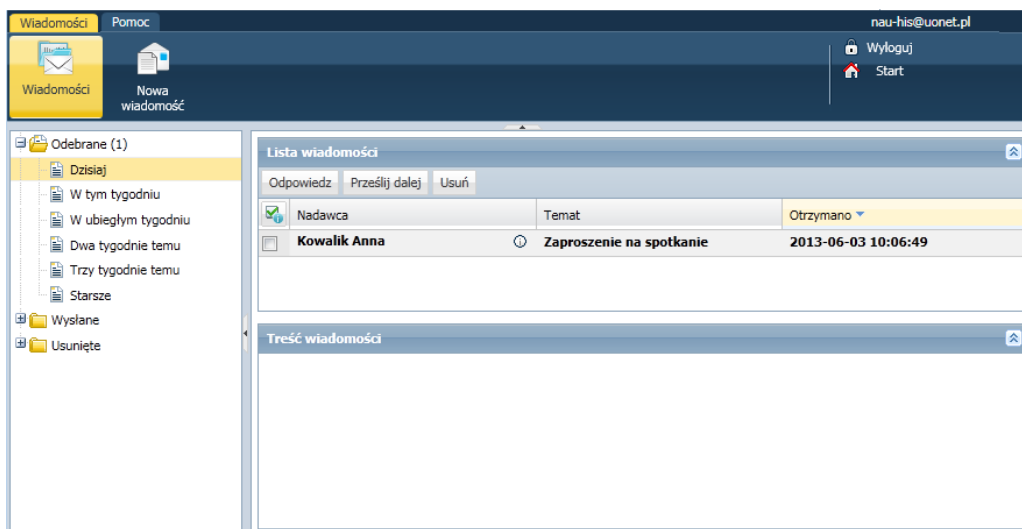 Wiadomości Pomoc nau-his@uonet.pl
Wiadomości
Nowa
wiadomość
Wyloguj
Start
Odebrane (1)
Dzisiaj
W tym tygodniu
W ubiegłym tygodniu
Dwa tygodnie temu
Trzy tygodnie temu
Starsze
Wysłane
Usunięte
Lista wiadomości
Odpowiedz Prześlij dalej Usuń
Nadawca Temat Otrzymano
Kowalik Anna Zaproszenie na spotkanie 2013-06-03 10:06:49
Treść wiadomości